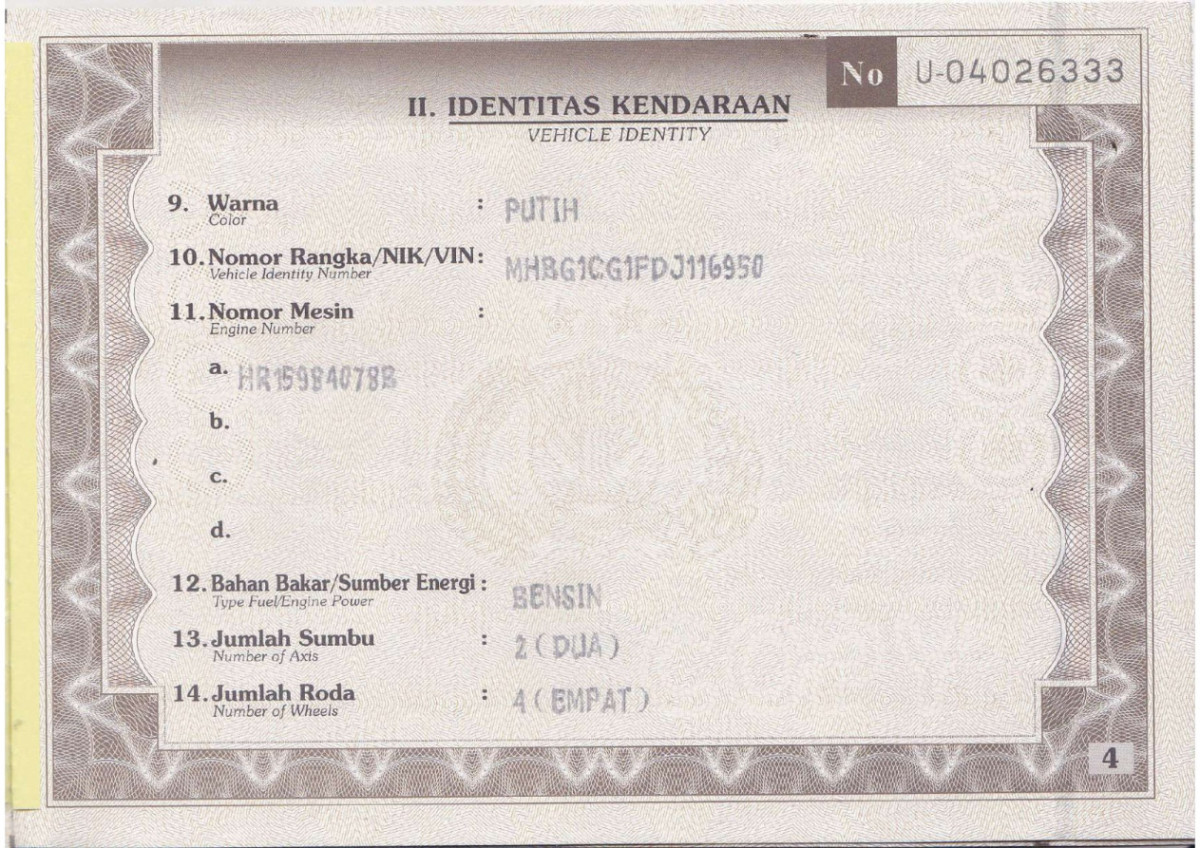 No U-04026333
II. IDENTITAS KENDARAAN
VEHICLE IDENTITY
9. Warna : PUTIH
Color
10. Nomor Rangka/NIK/VIN: MHBG1CG1FDJ116950
Vehicle Identity Number
11. Nomor Mesin :
Engine Number
a. HR15984078B
b.
c.
d.
12. Bahan Bakar/Sumber Energi : BENSIN
Type Fuel/Engine Power
13. Jumlah Sumbu : 2 ( DUA )
Number of Axis
14. Jumlah Roda : 4 ( EMPAT )
Number of Wheels
4